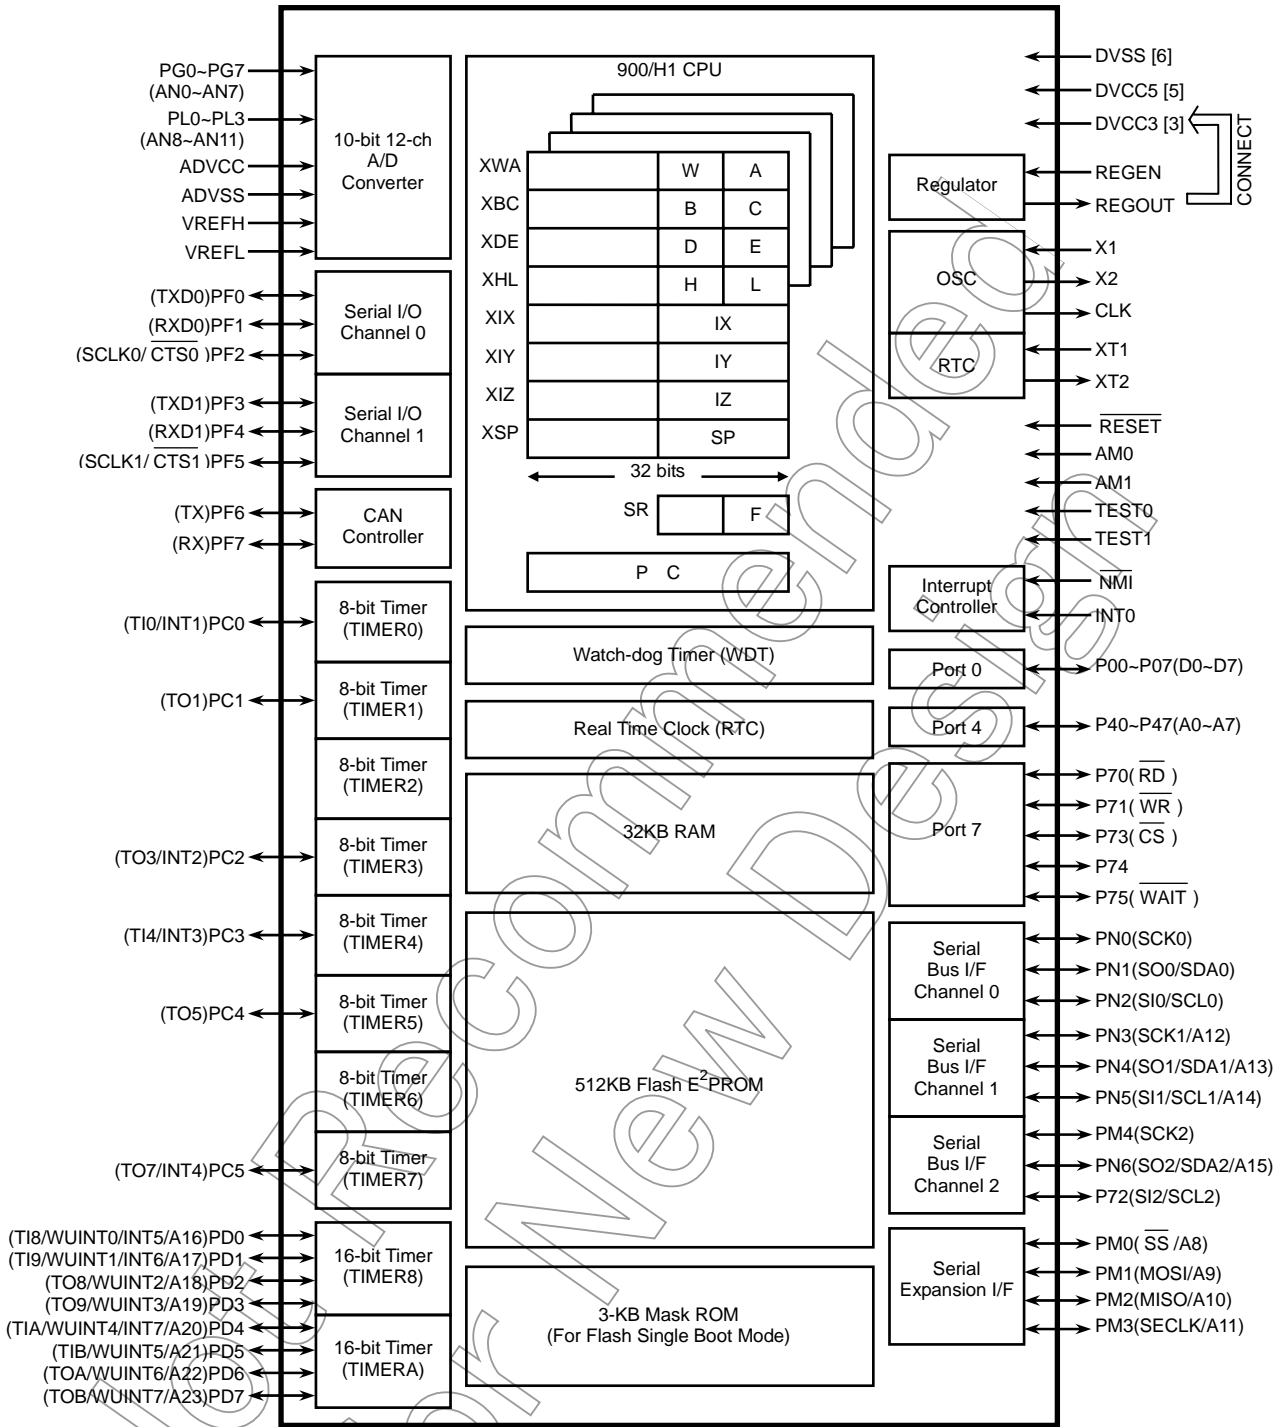 PG0~PG7
(AN0~AN7)
PL0~PL3
(AN8~AN11)
ADVCC
ADVSS
VREFH
VREFL
10-bit 12-ch
A/D
Converter
(TXD0)PF0
(RXD0)PF1
(SCLK0/ CTS0 )PF2
Serial I/O
Channel 0
(TXD1)PF3
(RXD1)PF4
(SCLK1/ CTS1 )PF5
Serial I/O
Channel 1
(TX)PF6
(RX)PF7
CAN
Controller
(TI0/INT1)PC0
8-bit Timer
(TIMER0)
(TO1)PC1
8-bit Timer
(TIMER1)
8-bit Timer
(TIMER2)
(TO3/INT2)PC2
8-bit Timer
(TIMER3)
(TI4/INT3)PC3
8-bit Timer
(TIMER4)
(TO5)PC4
8-bit Timer
(TIMER5)
8-bit Timer
(TIMER6)
(TO7/INT4)PC5
8-bit Timer
(TIMER7)
(TI8/WUINT0/INT5/A16)PD0
(TI9/WUINT1/INT6/A17)PD1
(TO8/WUINT2/A18)PD2
(TO9/WUINT3/A19)PD3
16-bit Timer
(TIMER8)
(TIA/WUINT4/INT7/A20)PD4
(TIB/WUINT5/A21)PD5
(TOA/WUINT6/A22)PD6
(TOB/WUINT7/A23)PD7
16-bit Timer
(TIMERA)
900/H1 CPU
XWA W A
XBC B C
XDE D E
XHL H L
XIX IX
XIY IY
XIZ IZ
XSP SP
32 bits
SR F
P C
Watch-dog Timer (WDT)
Real Time Clock (RTC)
32KB RAM
512KB Flash E2PROM
3-KB Mask ROM
(For Flash Single Boot Mode)
DVSS [6]
DVCC5 [5]
DVCC3 [3]
CONNECT
Regulator
REGEN
REGOUT
OSC
X1
X2
CLK
RTC
XT1
XT2
RESET
AM0
AM1
TEST0
TEST1
Interrupt
Controller
NMI
INT0
Port 0
P00~P07(D0~D7)
Port 4
P40~P47(A0~A7)
Port 7
P70( RD )
P71( WR )
P73( CS )
P74
P75( WAIT )
Serial
Bus I/F
Channel 0
PN0(SCK0)
PN1(SO0/SDA0)
PN2(SI0/SCL0)
Serial
Bus I/F
Channel 1
PN3(SCK1/A12)
PN4(SO1/SDA1/A13)
PN5(SI1/SCL1/A14)
Serial
Bus I/F
Channel 2
PM4(SCK2)
PN6(SO2/SDA2/A15)
P72(SI2/SCL2)
Serial
Expansion I/F
PM0( SS /A8)
PM1(MOSI/A9)
PM2(MISO/A10)
PM3(SECLK/A11)
Not Recommended
for New Design